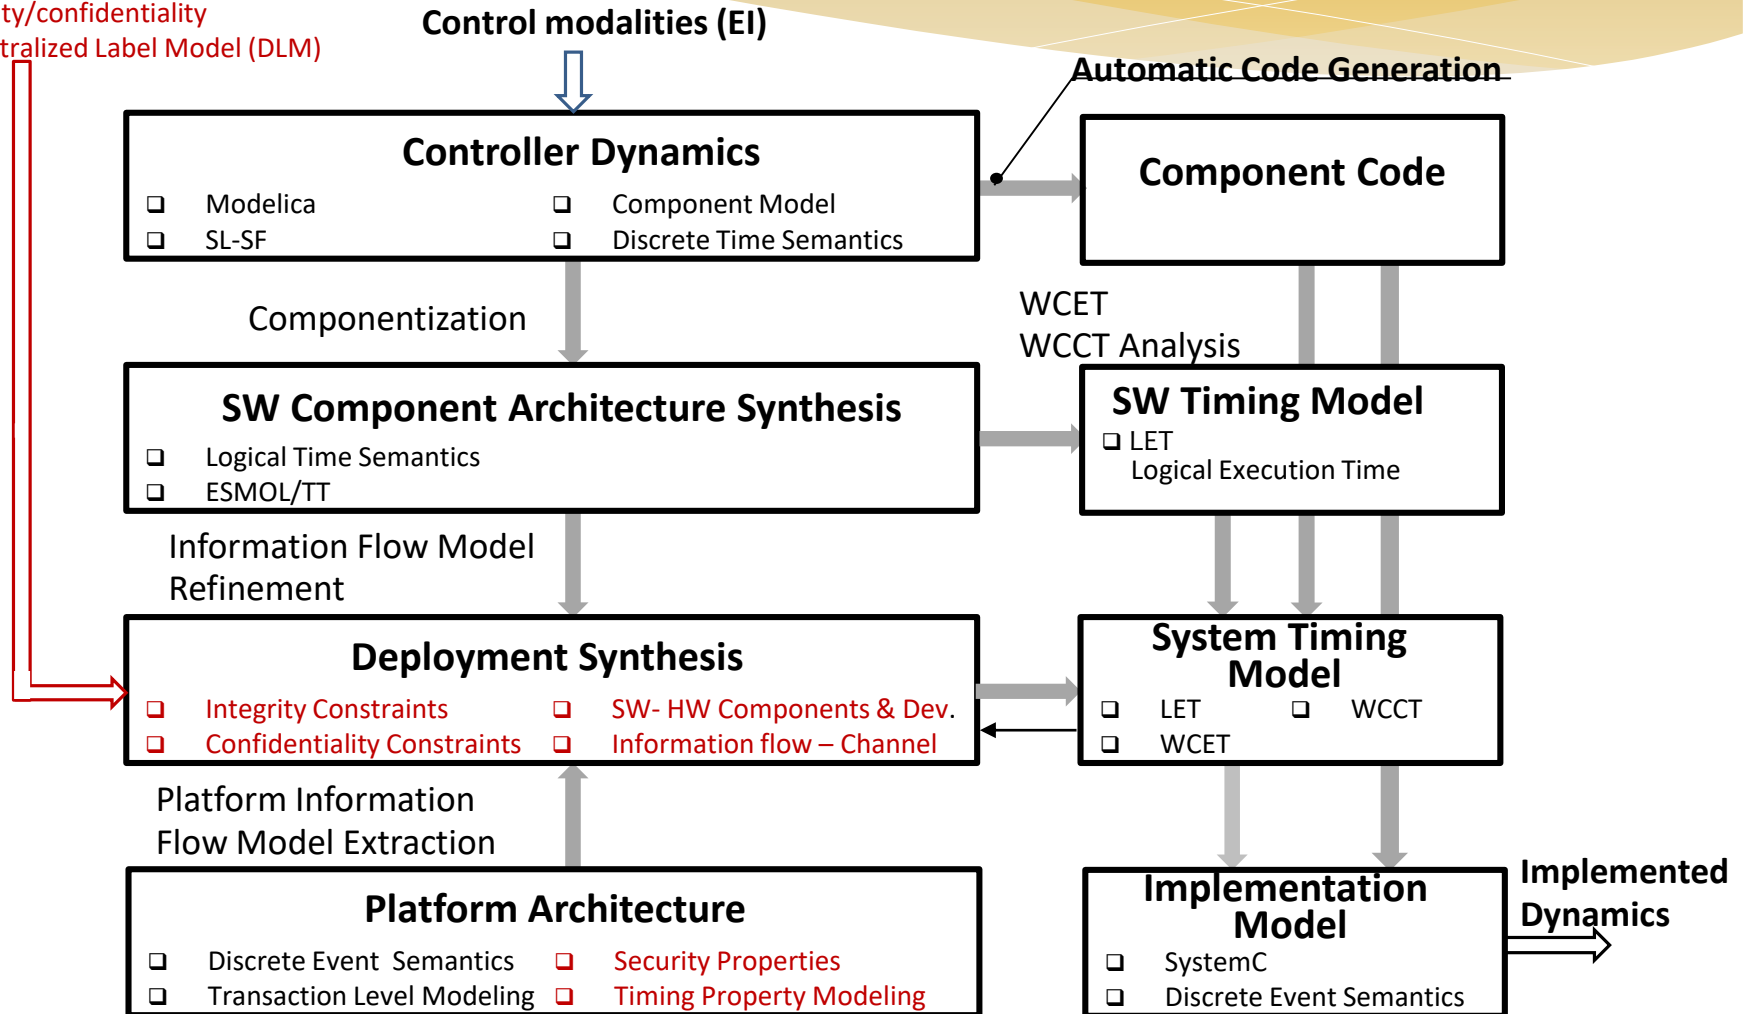 ty/confidentiality
tralized Label Model (DLM)
Control modalities (EI)
Automatic Code Generation
Controller Dynamics
❑ Modelica
❑ SL-SF
❑ Component Model
❑ Discrete Time Semantics
Component Code
Componentization
WCET
WCCT Analysis
SW Component Architecture Synthesis
❑ Logical Time Semantics
❑ ESMOL/TT
SW Timing Model
❑ LET
Logical Execution Time
Information Flow Model
Refinement
Deployment Synthesis
❑ Integrity Constraints
❑ Confidentiality Constraints
❑ SW- HW Components & Dev.
❑ Information flow – Channel
System Timing
Model
❑ LET
❑ WCET
❑ WCCT
Platform Information
Flow Model Extraction
Platform Architecture
❑ Discrete Event Semantics
❑ Transaction Level Modeling
❑ Security Properties
❑ Timing Property Modeling
Implementation
Model
❑ SystemC
❑ Discrete Event Semantics
Implemented
Dynamics